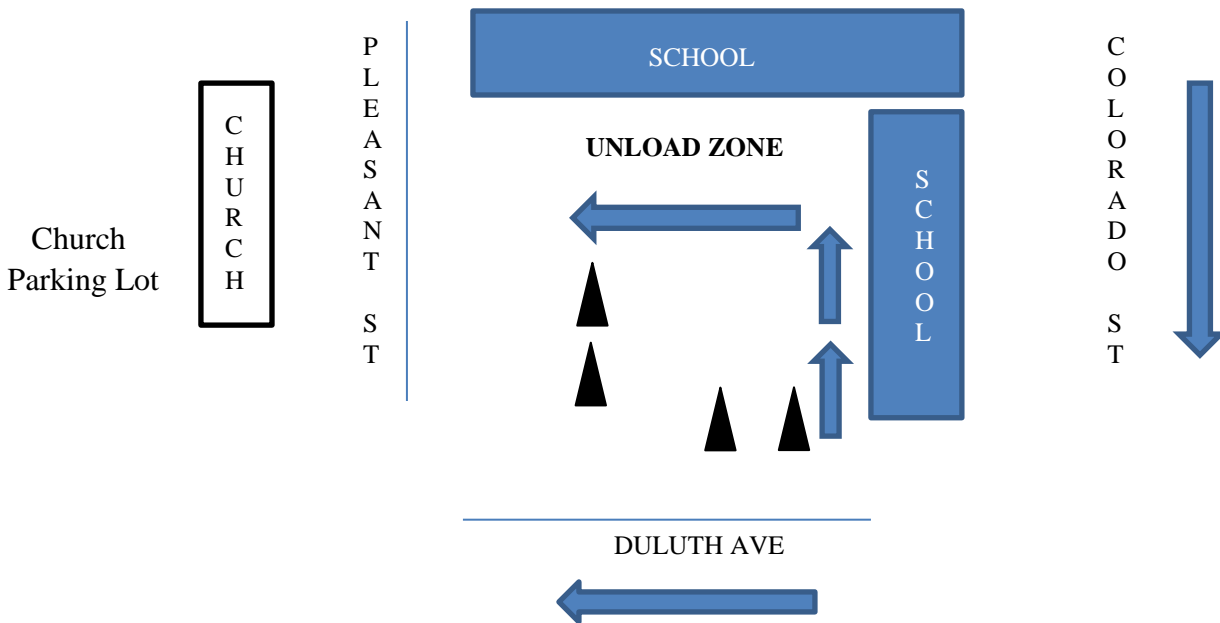 SCHOOL
PLEASANT ST
COLORADO ST
CHURCH
UNLOAD ZONE
SCHOOL
Church
Parking Lot
DULUTH AVE